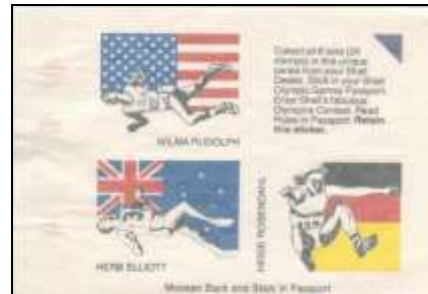 Collect all 8 sets (24
stamps) in this unique
series from your Shell
Dealer. Stick in your Shell
Olympic Games Passport.
Enter Shell's fabulous
Olympics Contest. Read
Rules in Passport. Retain
this sticker.
WILMA RUDOLPH
HERB ELLIOTT
HEIDI ROSENDAHL
Moisten Back and Stick in Passport